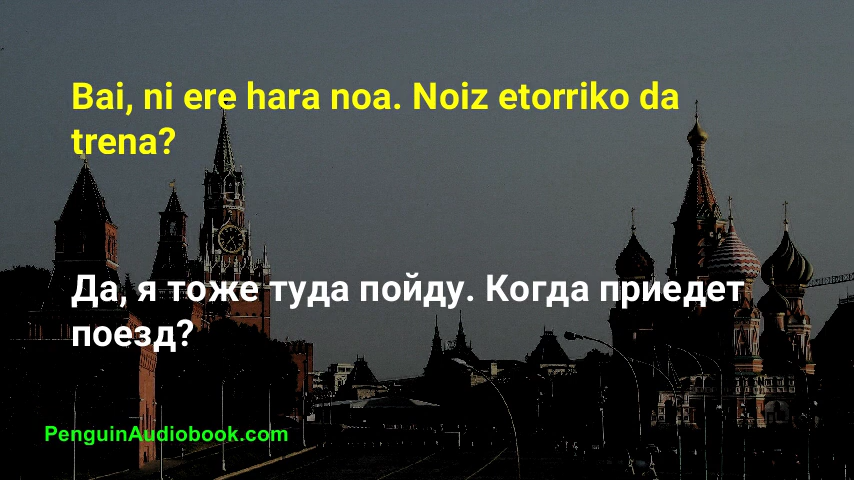 Bai, ni ere hara noa. Noiz etorriko da
trena?
Да, я тоже туда пойду. Когда приедет
поезд?
PenguinAudiobook.com